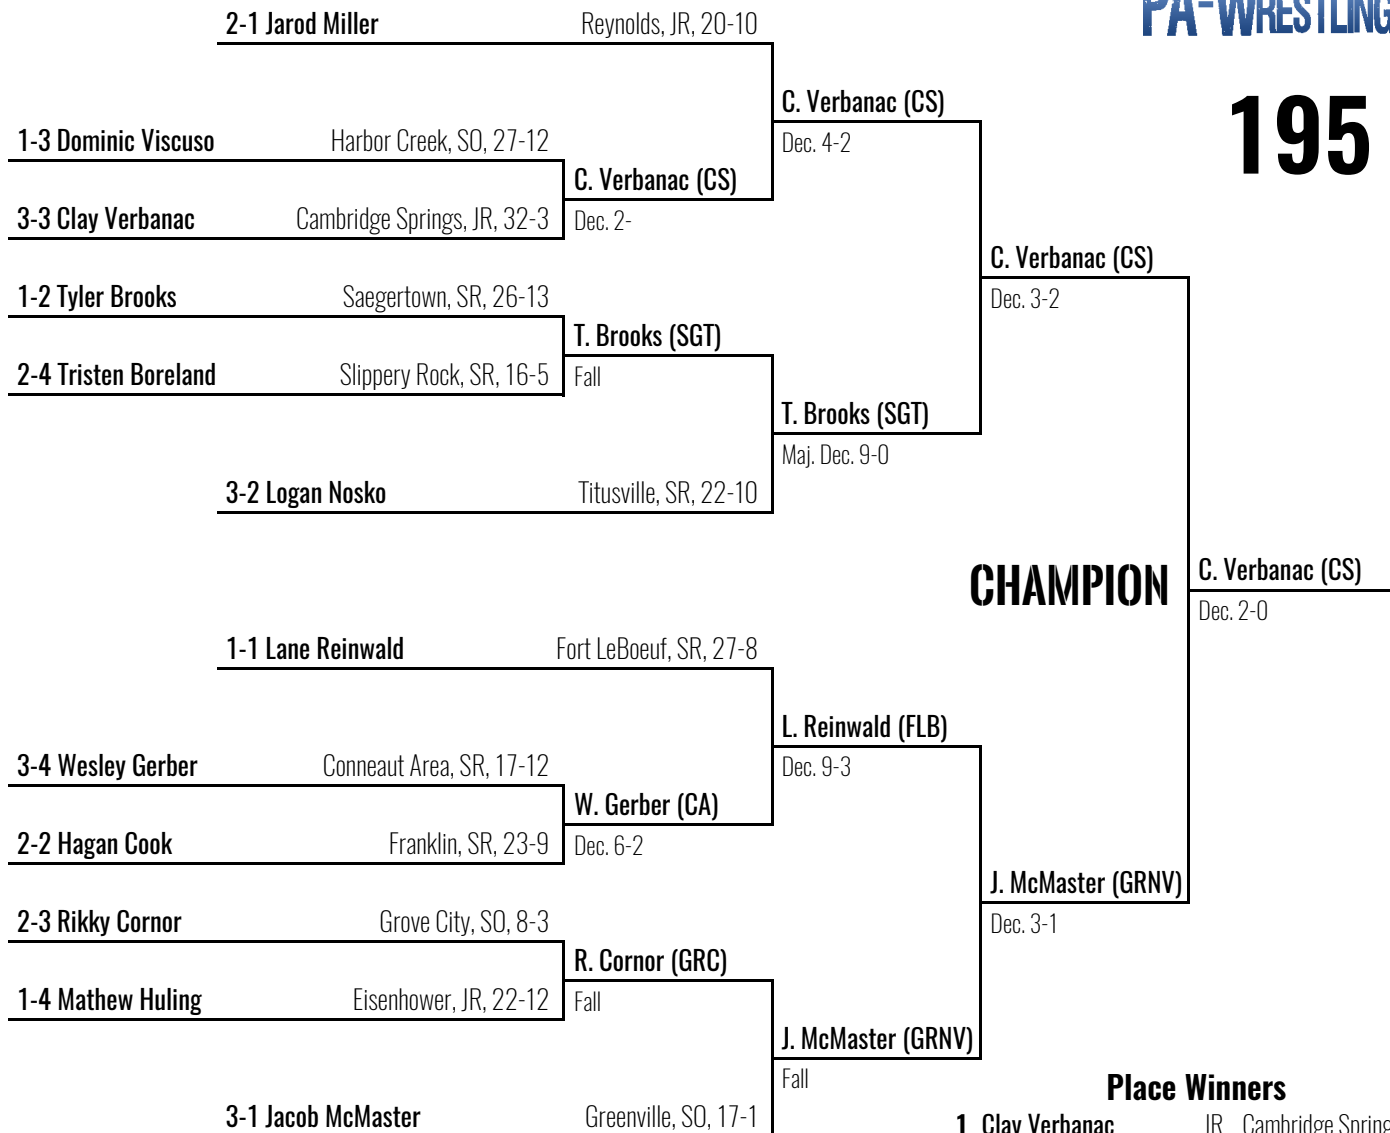 2-1 Jarod Miller Reynolds, JR, 20-10
PA-WRESTLING
C. Verbanac (CS)
195
1-3 Dominic Viscuso Harbor Creek, SO, 27-12
Dec. 4-2
C. Verbanac (CS)
3-3 Clay Verbanac Cambridge Springs, JR, 32-3
Dec. 2-
C. Verbanac (CS)
1-2 Tyler Brooks Saegertown, SR, 26-13
Dec. 3-2
T. Brooks (SGT)
2-4 Tristen Boreland Slippery Rock, SR, 16-5
Fall
T. Brooks (SGT)
Maj. Dec. 9-0
3-2 Logan Nosko Titusville, SR, 22-10
CHAMPION
C. Verbanac (CS)
Dec. 2-0
1-1 Lane Reinwald Fort LeBoeuf, SR, 27-8
L. Reinwald (FLB)
3-4 Wesley Gerber Conneaut Area, SR, 17-12
Dec. 9-3
W. Gerber (CA)
2-2 Hagan Cook Franklin, SR, 23-9
Dec. 6-2
J. McMaster (GRNV)
2-3 Rikky Cornor Grove City, SO, 8-3
Dec. 3-1
R. Cornor (GRC)
1-4 Mathew Huling Eisenhower, JR, 22-12
Fall
J. McMaster (GRNV)
Fall
Place Winners
3-1 Jacob McMaster Greenville, SO, 17-1
1 Clay Verbanac JR Cambridge Spring